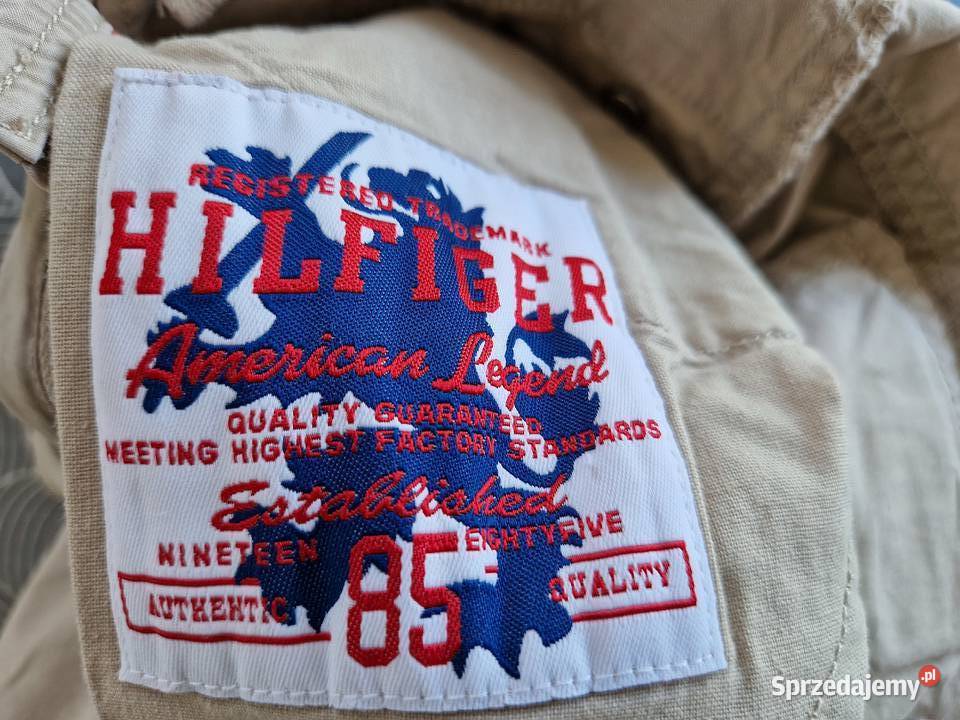 REGISTERED TRADEMARK
HILFIGER
American Legend
QUALITY GUARANTEED
MEETING HIGHEST FACTORY STANDARDS
Established
NINETEEN 85 EIGHTYFIVE
AUTHENTIC QUALITY
Sprzedajemy.pl